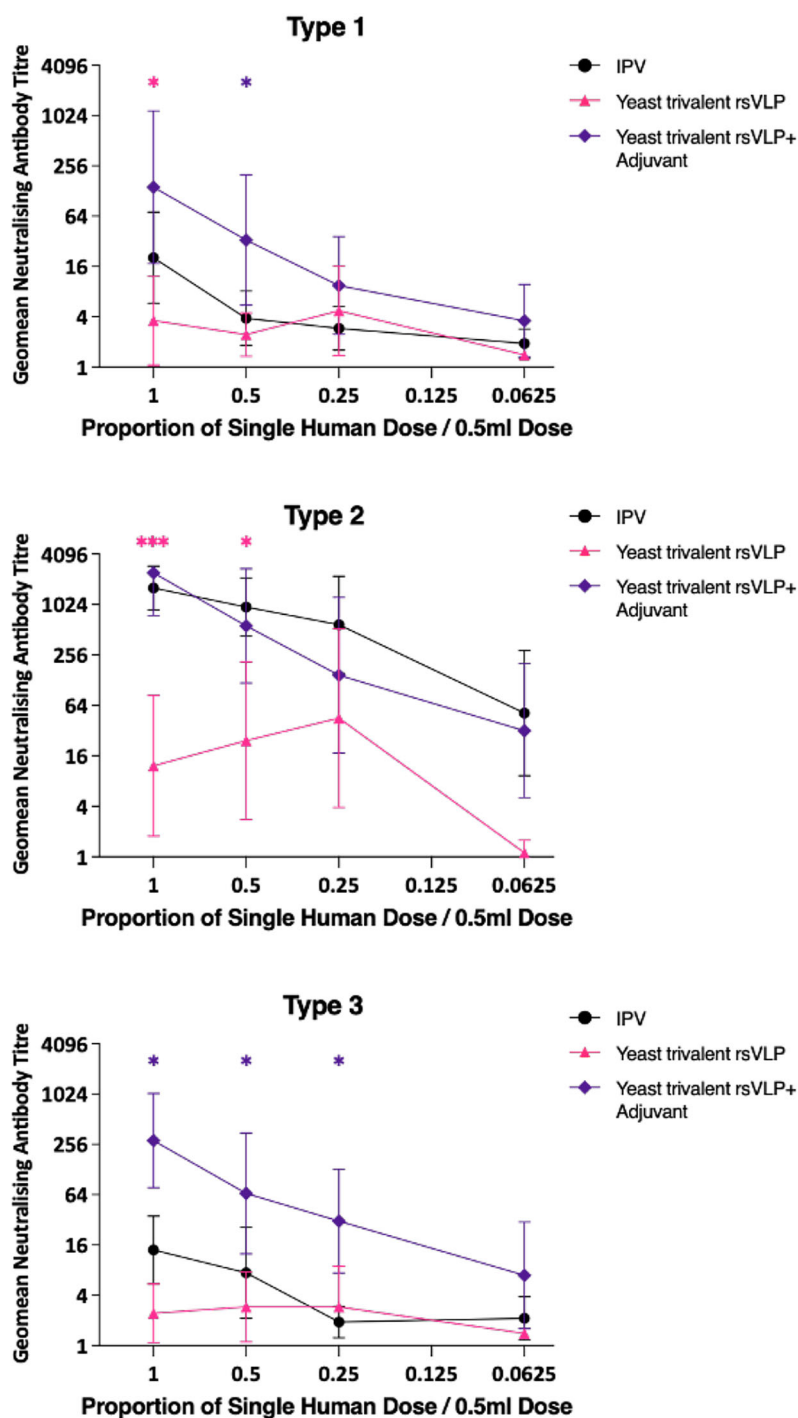 Type 1
Geomean Neutralising Antibody Titre
4096
1024
256
64
16
4
1
*
*
1
0.5
0.25
0.125
0.0625
Proportion of Single Human Dose / 0.5ml Dose
IPV
Yeast trivalent rsVLP
Yeast trivalent rsVLP+
Adjuvant
Type 2
Geomean Neutralising Antibody Titre
4096
1024
256
64
16
4
1
***
*
1
0.5
0.25
0.125
0.0625
Proportion of Single Human Dose / 0.5ml Dose
IPV
Yeast trivalent rsVLP
Yeast trivalent rsVLP+
Adjuvant
Type 3
Geomean Neutralising Antibody Titre
4096
1024
256
64
16
4
1
*
*
*
1
0.5
0.25
0.125
0.0625
Proportion of Single Human Dose / 0.5ml Dose
IPV
Yeast trivalent rsVLP
Yeast trivalent rsVLP+
Adjuvant